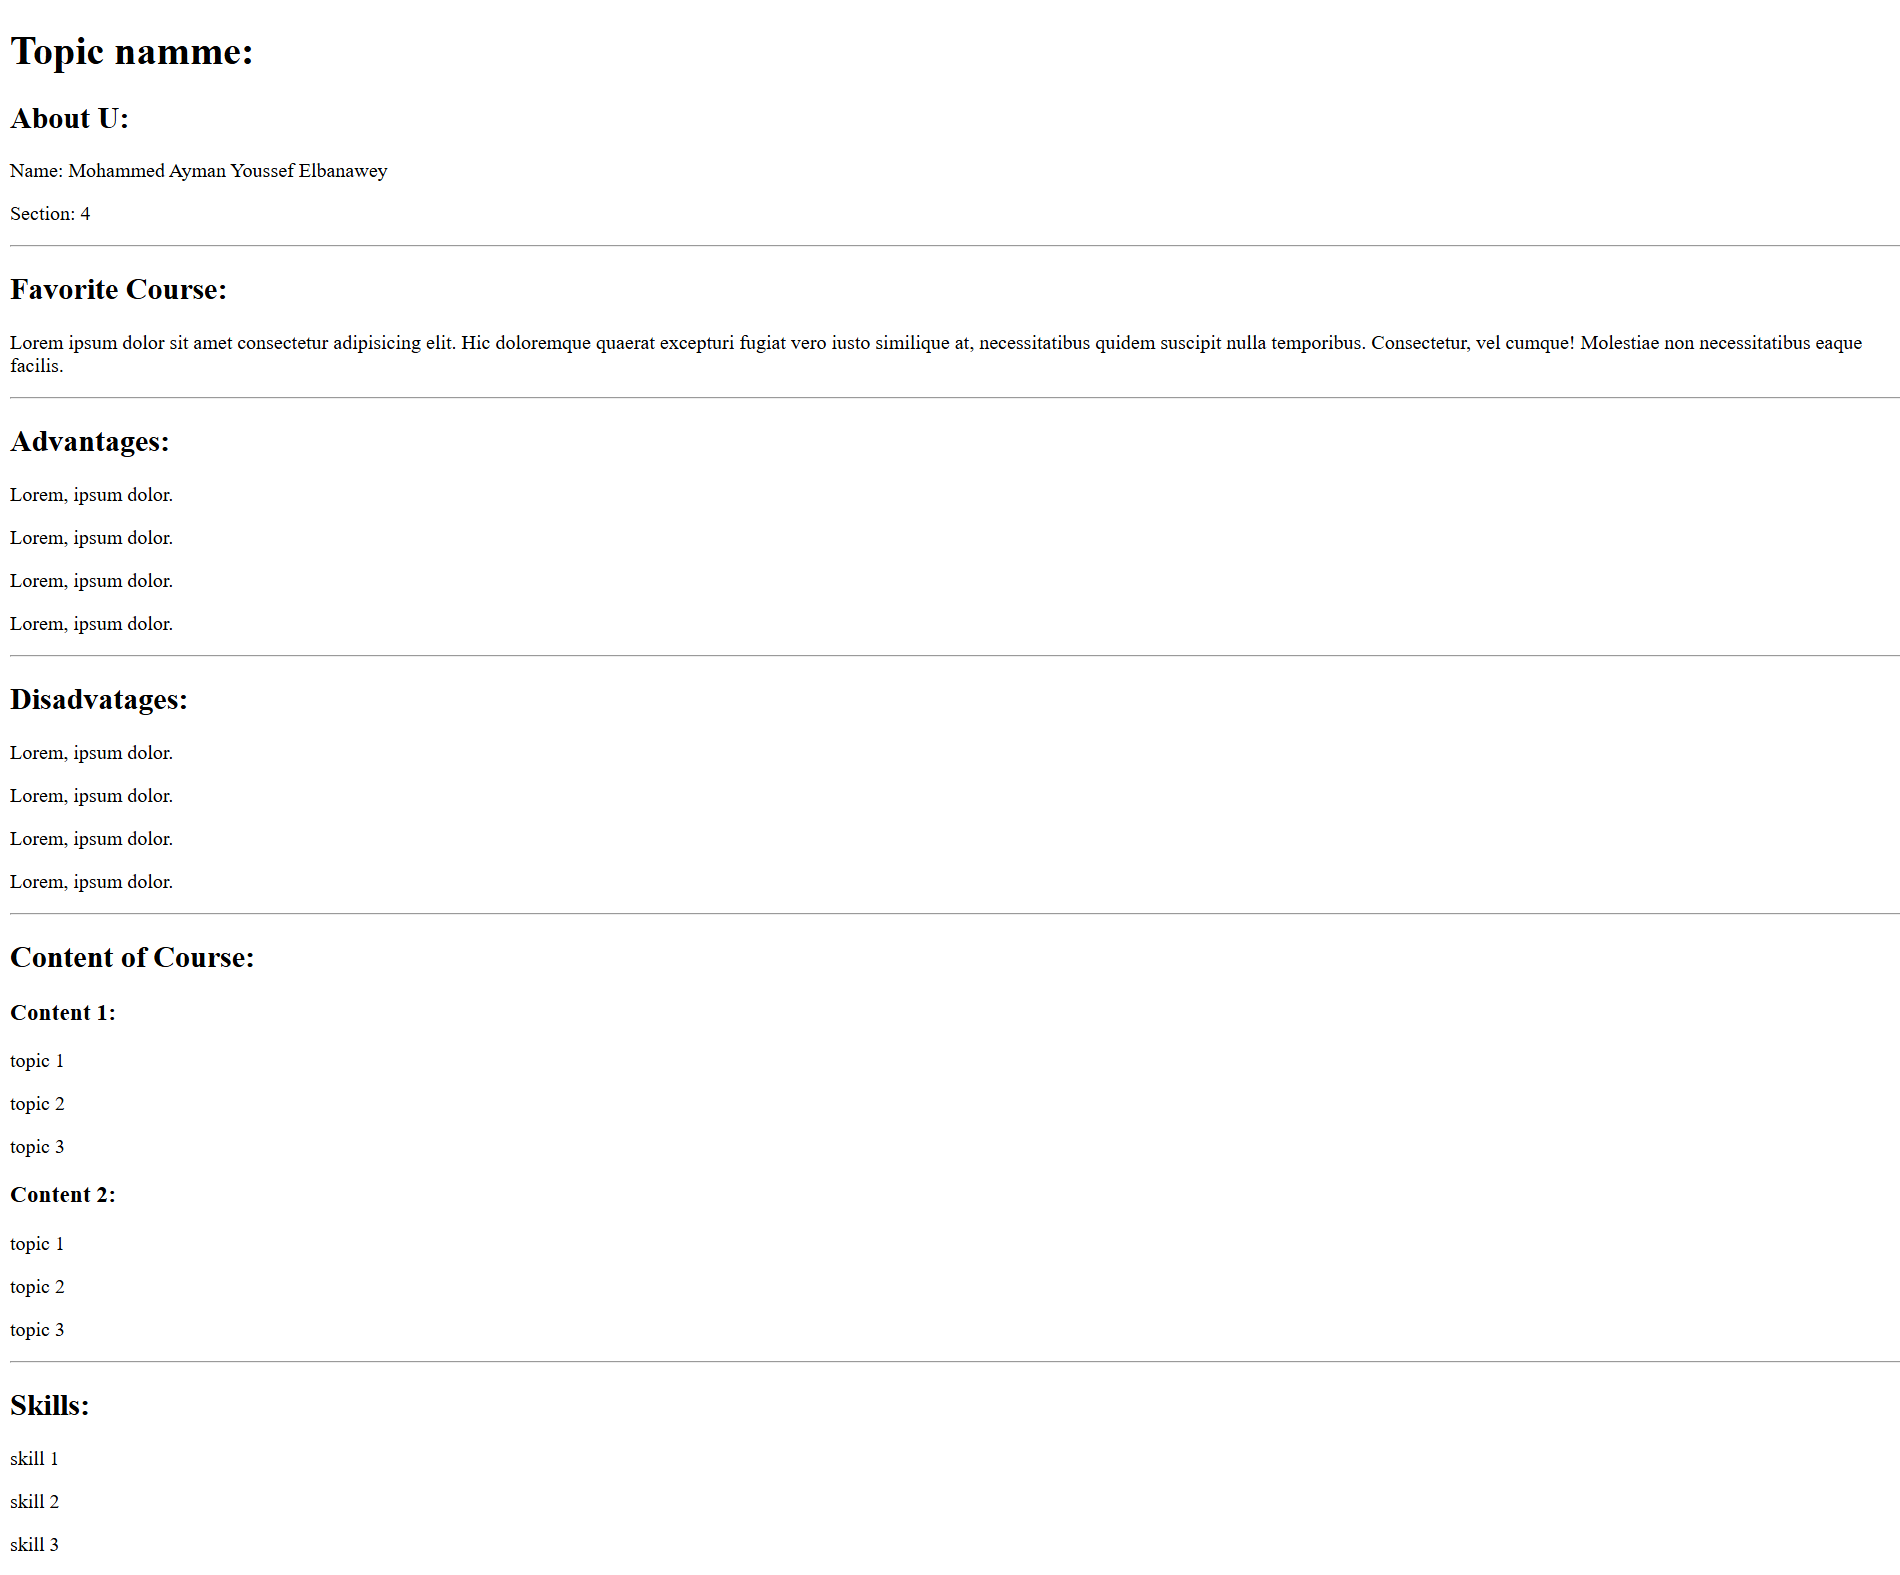 Topic namme:
About U:
Name: Mohammed Ayman Youssef Elbanawey
Section: 4
Favorite Course:
Lorem ipsum dolor sit amet consectetur adipisicing elit. Hic doloremque quaerat excepturi fugiat vero iusto similique at, necessitatibus quidem suscipit nulla temporibus. Consectetur, vel cumque! Molestiae non necessitatibus eaque
facilis.
Advantages:
Lorem, ipsum dolor.
Lorem, ipsum dolor.
Lorem, ipsum dolor.
Lorem, ipsum dolor.
Disadvatages:
Lorem, ipsum dolor.
Lorem, ipsum dolor.
Lorem, ipsum dolor.
Lorem, ipsum dolor.
Content of Course:
Content 1:
topic 1
topic 2
topic 3
Content 2:
topic 1
topic 2
topic 3
Skills:
skill 1
skill 2
skill 3